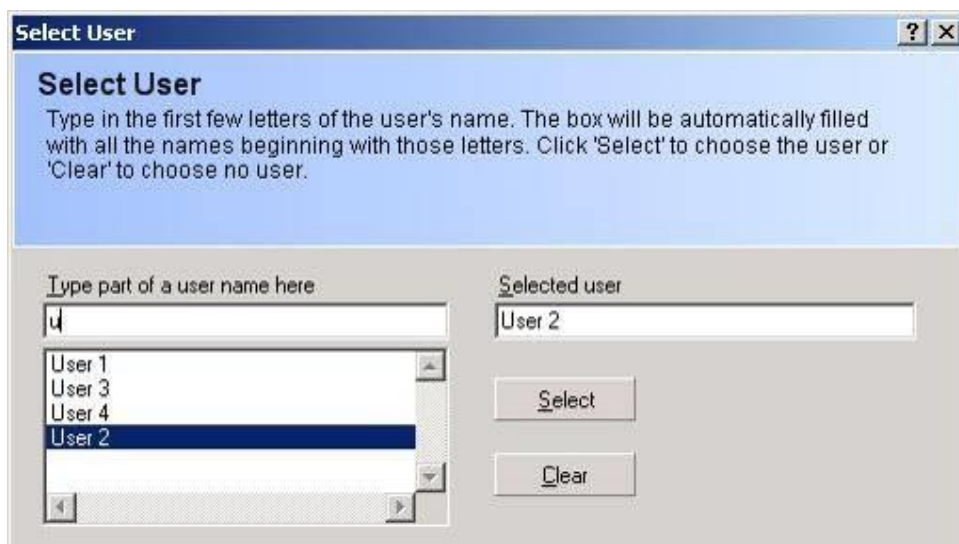 Select User
Select User
Type in the first few letters of the user's name. The box will be automatically filled
with all the names beginning with those letters. Click 'Select' to choose the user or
'Clear' to choose no user.
Type part of a user name here
u
User 1
User 3
User 4
User 2
Selected user
User 2
Select
Clear